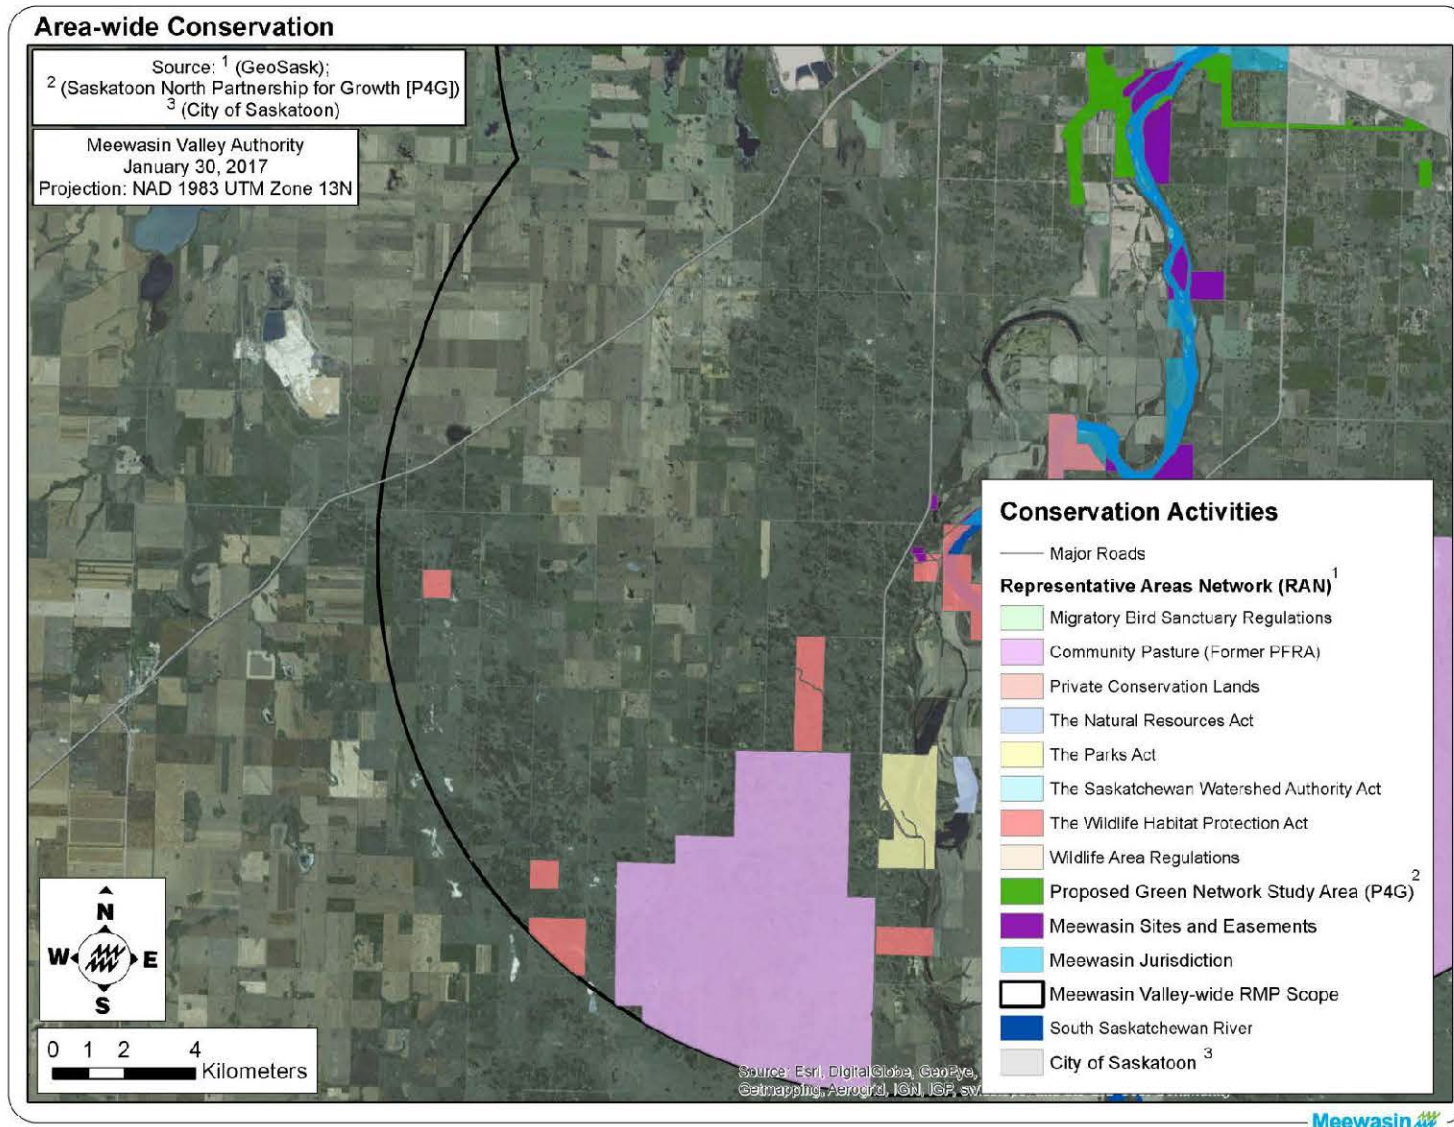 Area-wide Conservation
Source: 1 (GeoSask);
2 (Saskatoon North Partnership for Growth [P4G])
3 (City of Saskatoon)
Meewasin Valley Authority
January 30, 2017
Projection: NAD 1983 UTM Zone 13N
Conservation Activities
Major Roads
Representative Areas Network (RAN)1
Migratory Bird Sanctuary Regulations
Community Pasture (Former PFRA)
Private Conservation Lands
The Natural Resources Act
The Parks Act
The Saskatchewan Watershed Authority Act
The Wildlife Habitat Protection Act
Wildlife Area Regulations
Proposed Green Network Study Area (P4G)2
Meewasin Sites and Easements
Meewasin Jurisdiction
Meewasin Valley-wide RMP Scope
South Saskatchewan River
City of Saskatoon 3
N
W E
S
0 1 2 4
Kilometers
Source: Esri, DigitalGlobe, GeoEye,
Getmapping, Aerogrid, IGN, IGP,
Meewasin